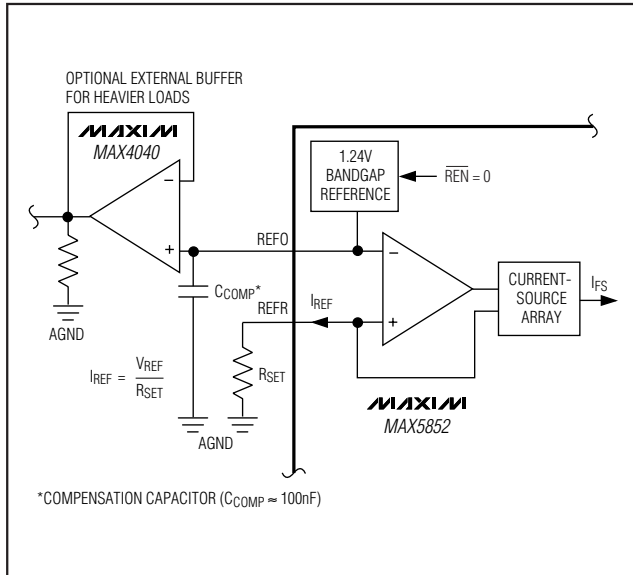 OPTIONAL EXTERNAL BUFFER
FOR HEAVIER LOADS
MAXIM
MAX4040
−
+
AGND
CCOMP*
IREF = VREF
RSET
AGND
REFO
REFR
IREF
RSET
1.24V
BANDGAP
REFERENCE
REN = 0
−
+
CURRENT-
SOURCE
ARRAY
IFS
MAXIM
MAX5852
*COMPENSATION CAPACITOR (CCOMP ≈ 100nF)